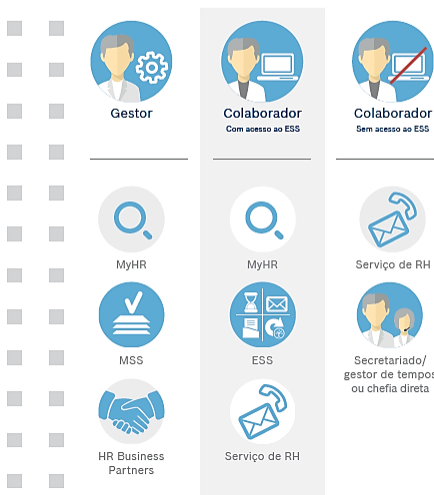 Gestor
Colaborador
Com acesso ao ESS
Colaborador
Sem acesso ao ESS
MyHR
MyHR
Serviço de RH
MSS
ESS
Secretariado/
gestor de tempos
ou chefia direta
HR Business
Partners
Serviço de RH